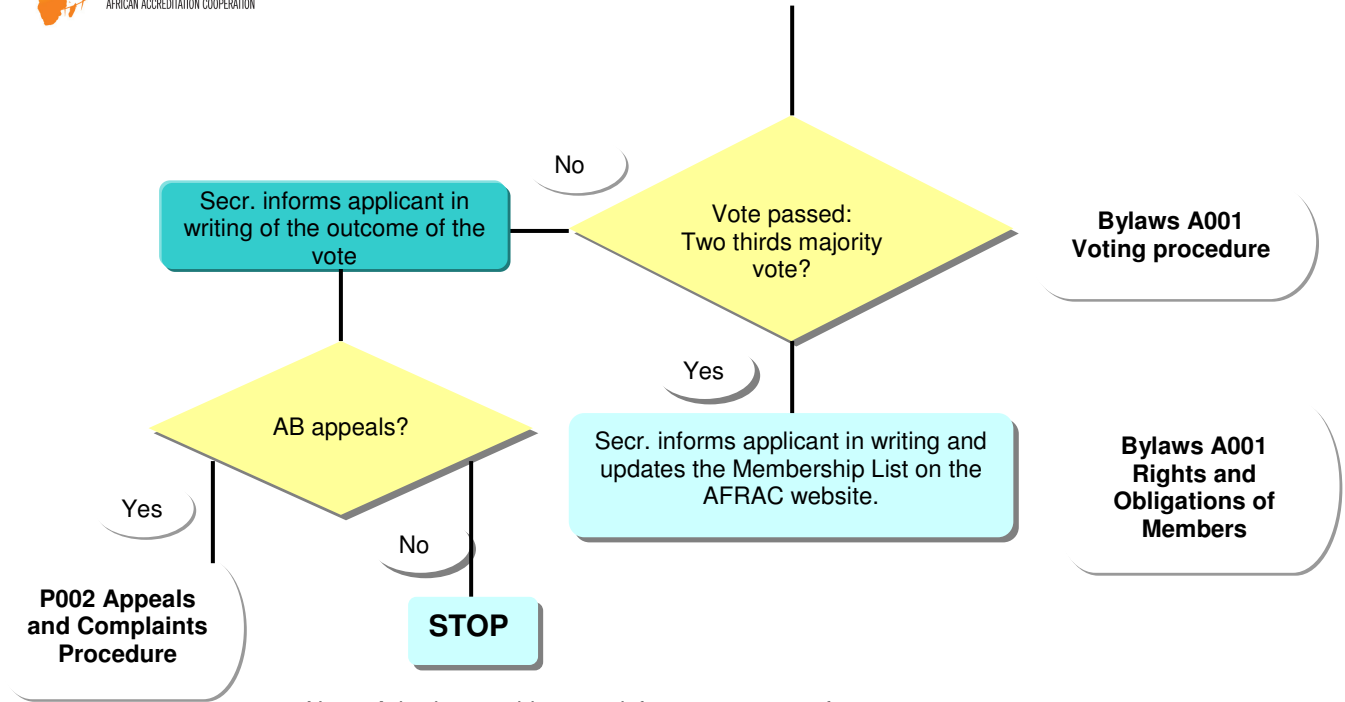 AFRICAN ACCREDITATION COOPERATION
No
Secr. informs applicant in
writing of the outcome of the
vote
Vote passed:
Two thirds majority
vote?
Bylaws A001
Voting procedure
Yes
AB appeals?
Secr. informs applicant in writing and
updates the Membership List on the
AFRAC website.
Bylaws A001
Rights and
Obligations of
Members
Yes
No
P002 Appeals
and Complaints
Procedure
STOP